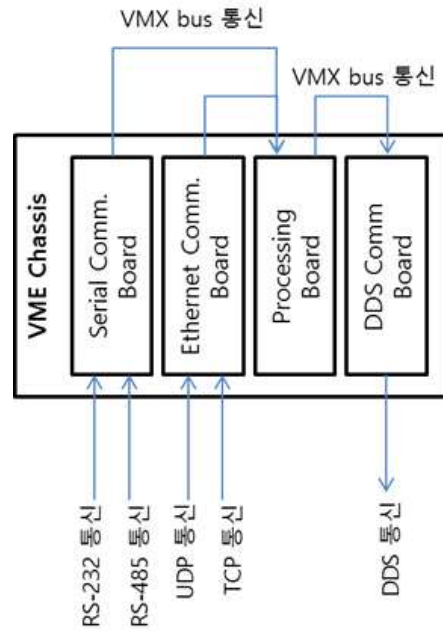 VMX bus 통신
VMX bus 통신
VME Chassis
Serial Comm.
Board
Ethernet Comm.
Board
Processing
Board
DDS Comm
Board
RS-232 통신
RS-485 통신
UDP 통신
TCP 통신
DDS 통신